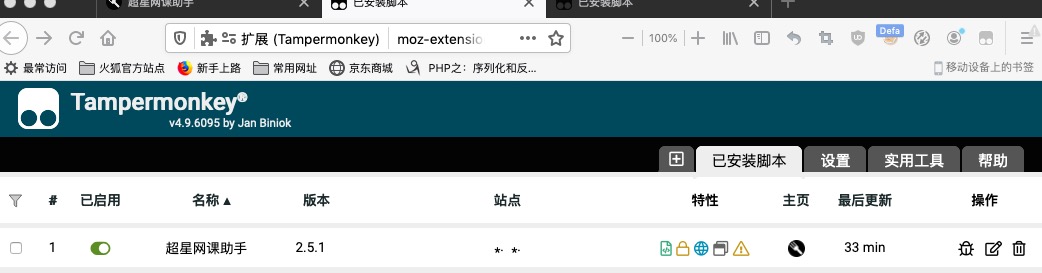 超星网课助手
已安装脚本
已安装脚本
扩展 (Tampermonkey) moz-extensio
100%
Defa
最常访问 火狐官方站点 新手上路 常用网址 京东商城 PHP之：序列化和反...
移动设备上的书签
Tampermonkey®
v4.9.6095 by Jan Biniok
已安装脚本 设置 实用工具 帮助
# 已启用 名称 ▲ 版本 站点 特性 主页 最后更新 操作
1 超星网课助手 2.5.1 *· *· 33 min